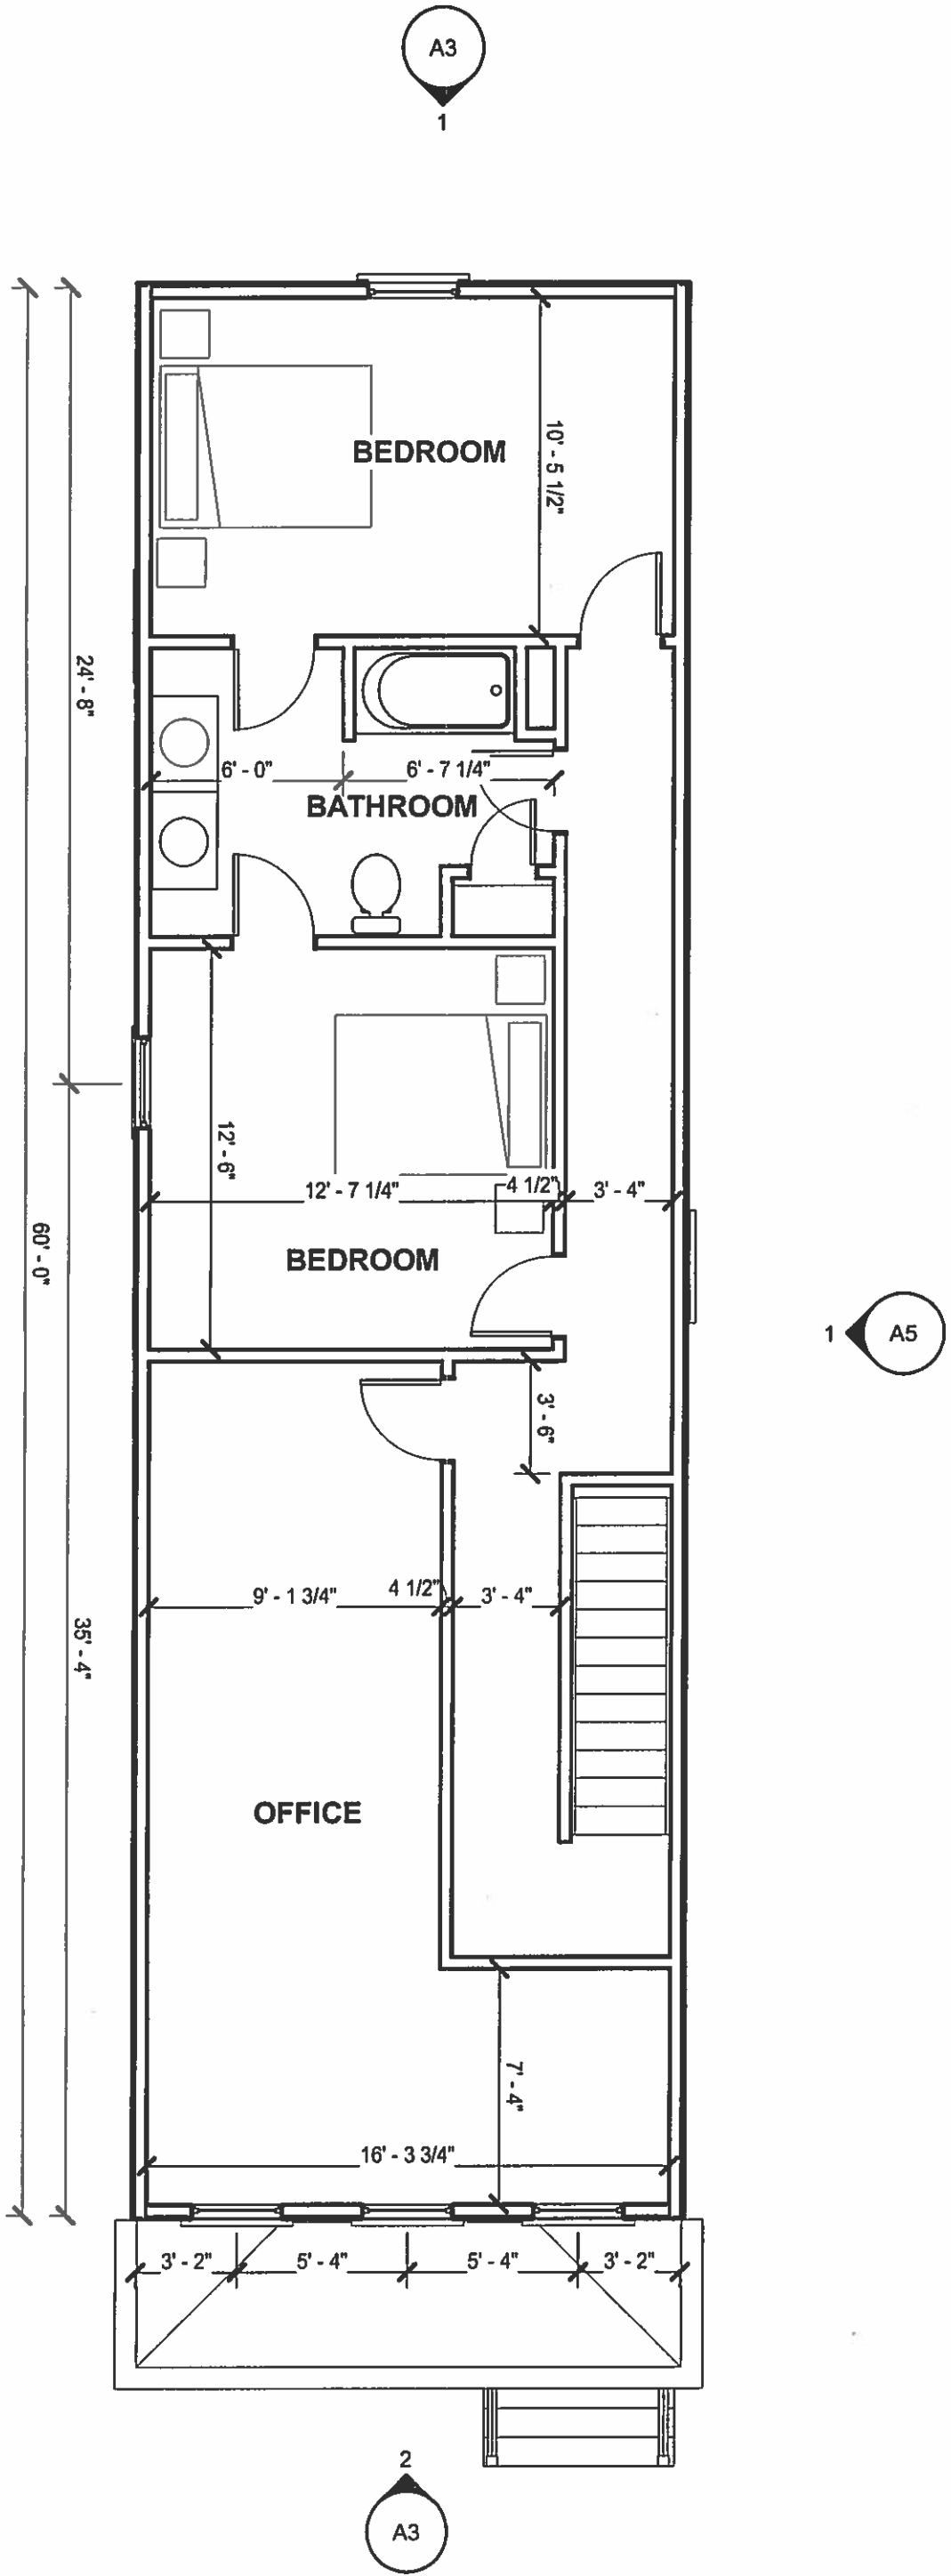 A3
1
BEDROOM
10' - 5 1/2"
24' - 8"
6' - 0"
6' - 7 1/4"
BATHROOM
12' - 6"
12' - 7 1/4"
4 1/2"
3' - 4"
60' - 0"
BEDROOM
1
A5
3' - 6"
9' - 1 3/4"
4 1/2"
3' - 4"
35' - 4"
OFFICE
7' - 4"
16' - 3 3/4"
3' - 2"
5' - 4"
5' - 4"
3' - 2"
2
A3